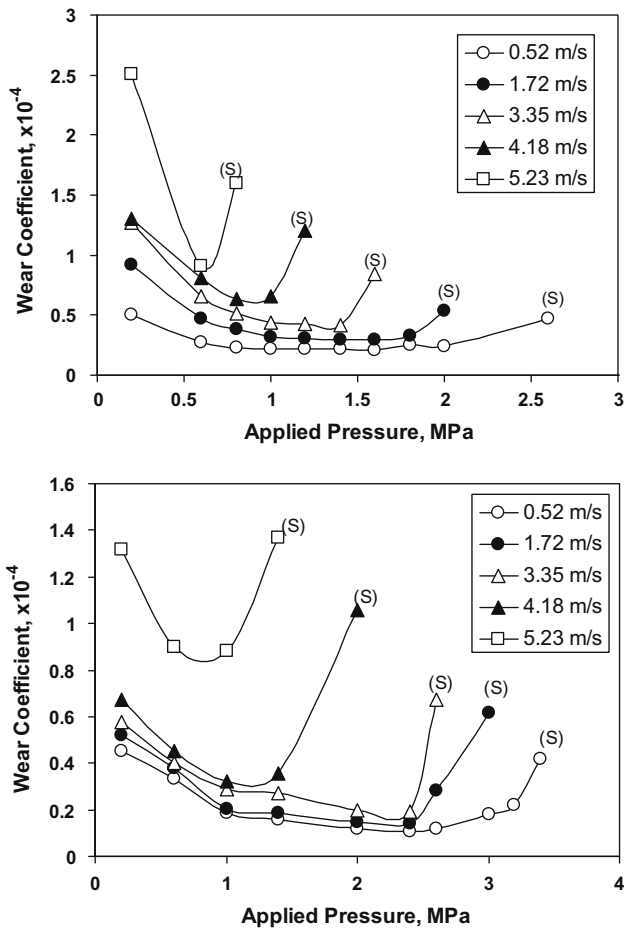 3
2.5
2
1.5
1
0.5
0
Wear Coefficient, x10⁻⁴
0.52 m/s
1.72 m/s
3.35 m/s
4.18 m/s
5.23 m/s
(S)
(S)
(S)
(S)
(S)
0 0.5 1 1.5 2 2.5 3
Applied Pressure, MPa
1.6
1.4
1.2
1
0.8
0.6
0.4
0.2
0
Wear Coefficient, x10⁻⁴
0.52 m/s
1.72 m/s
3.35 m/s
4.18 m/s
5.23 m/s
(S)
(S)
(S)
(S)
(S)
0 1 2 3 4
Applied Pressure, MPa